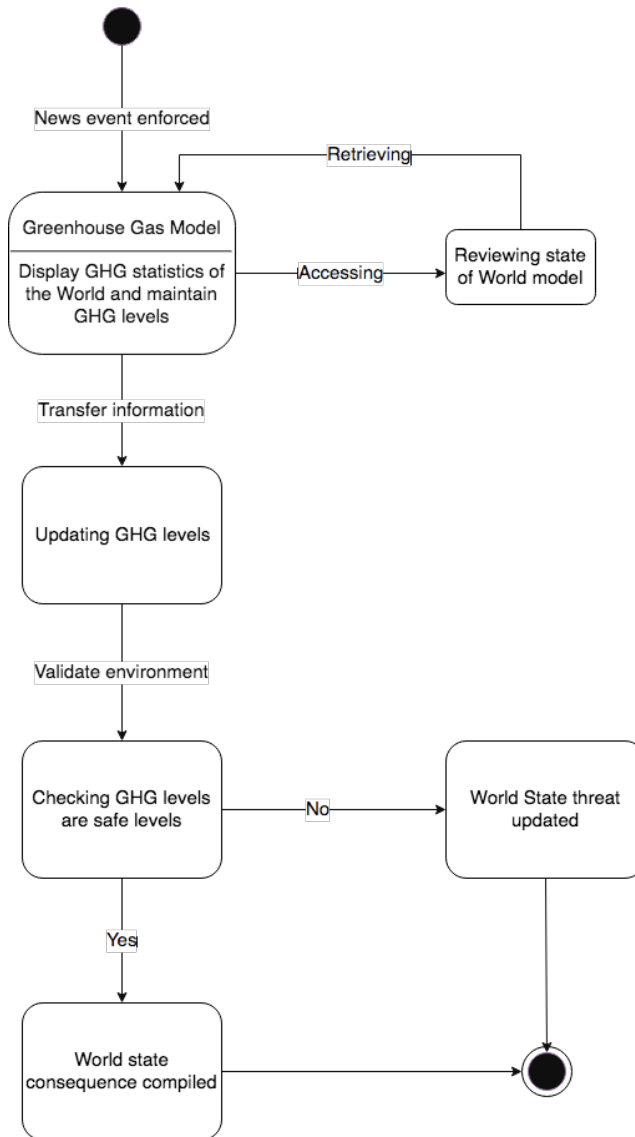 News event enforced
Retrieving
Greenhouse Gas Model
Display GHG statistics of
the World and maintain
GHG levels
Accessing
Reviewing state
of World model
Transfer information
Updating GHG levels
Validate environment
Checking GHG levels
are safe levels
No
World State threat
updated
Yes
World state
consequence compiled